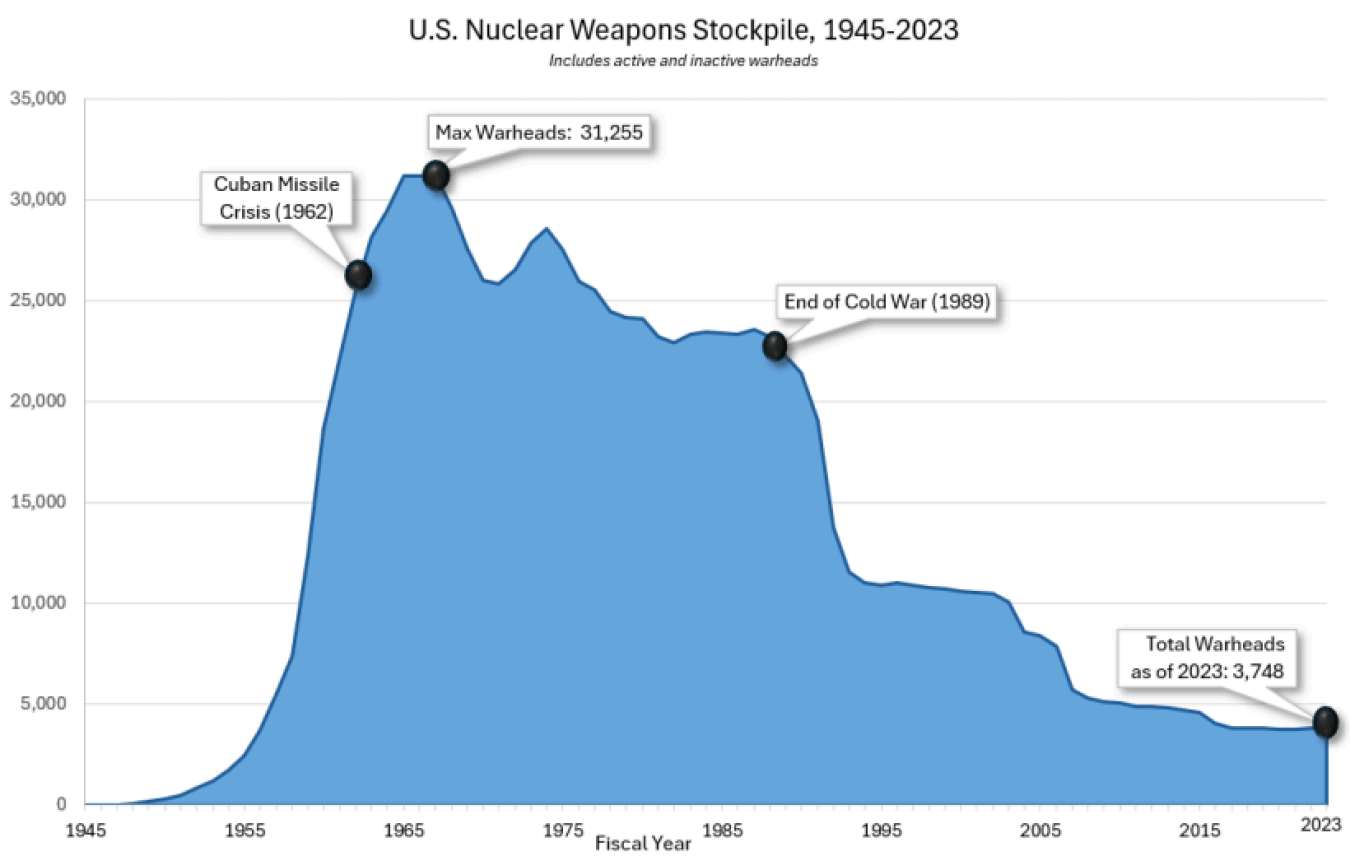 U.S. Nuclear Weapons Stockpile, 1945-2023
Includes active and inactive warheads
35,000
Max Warheads: 31,255
Cuban Missile
Crisis (1962)
30,000
25,000
End of Cold War (1989)
20,000
15,000
10,000
Total Warheads
as of 2023: 3,748
5,000
0
1945 1955 1965 1975 1985 1995 2005 2015 2023
Fiscal Year